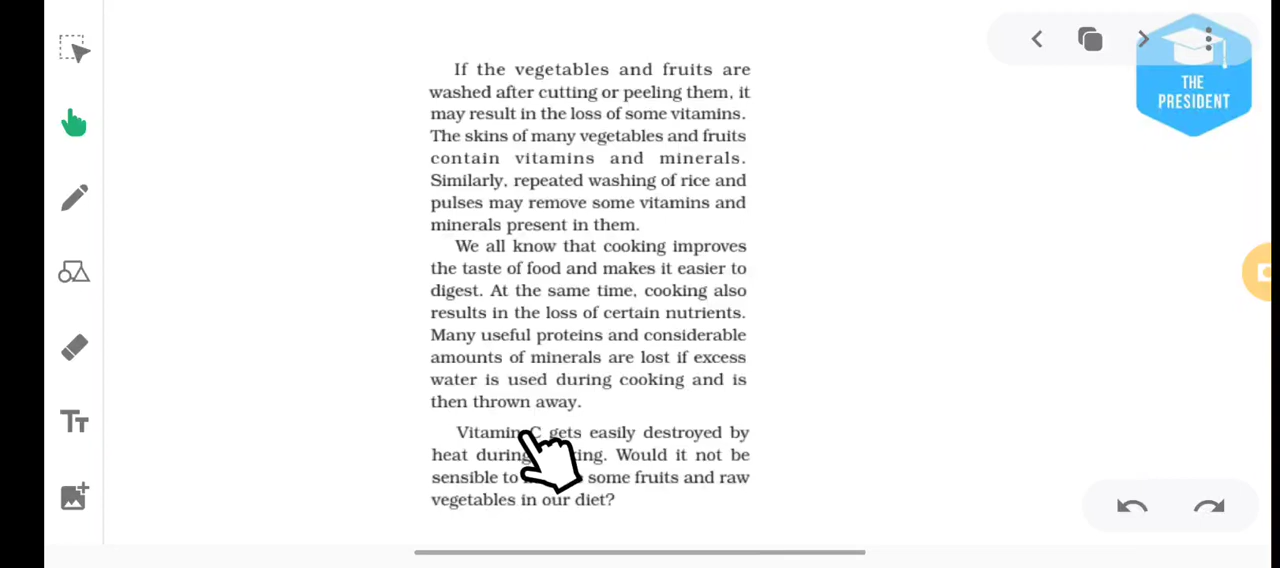 If the vegetables and fruits are
washed after cutting or peeling them, it
may result in the loss of some vitamins.
The skins of many vegetables and fruits
contain vitamins and minerals.
Similarly, repeated washing of rice and
pulses may remove some vitamins and
minerals present in them.
We all know that cooking improves
the taste of food and makes it easier to
digest. At the same time, cooking also
results in the loss of certain nutrients.
Many useful proteins and considerable
amounts of minerals are lost if excess
water is used during cooking and is
then thrown away.
Vitamin C gets easily destroyed by
heat during Would it not be
sensible to some fruits and raw
vegetables in our diet?
THE
PRESIDENT
TT